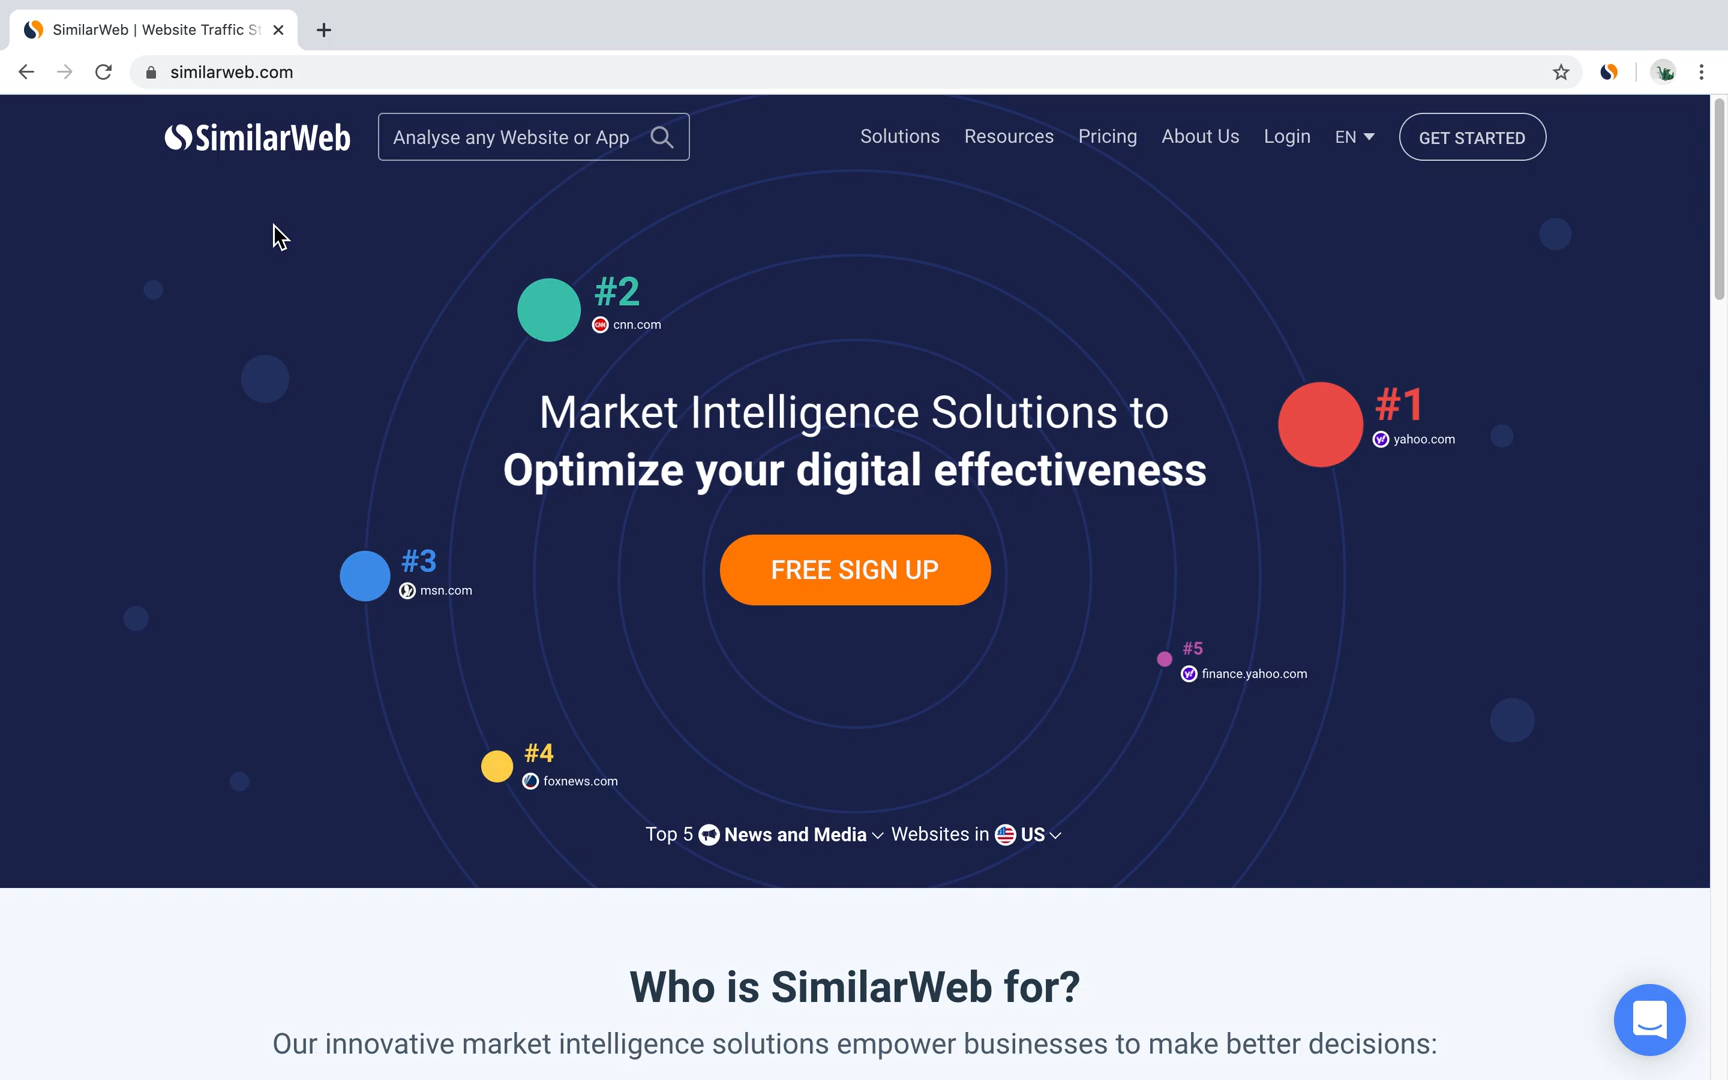 SimilarWeb | Website Traffic St
similarweb.com
SimilarWeb
Analyse any Website or App
Solutions
Resources
Pricing
About Us
Login
EN
GET STARTED
#2
cnn.com
#1
yahoo.com
Market Intelligence Solutions to
Optimize your digital effectiveness
#3
msn.com
FREE SIGN UP
#5
finance.yahoo.com
#4
foxnews.com
Top 5 News and Media Websites in US
Who is SimilarWeb for?
Our innovative market intelligence solutions empower businesses to make better decisions: